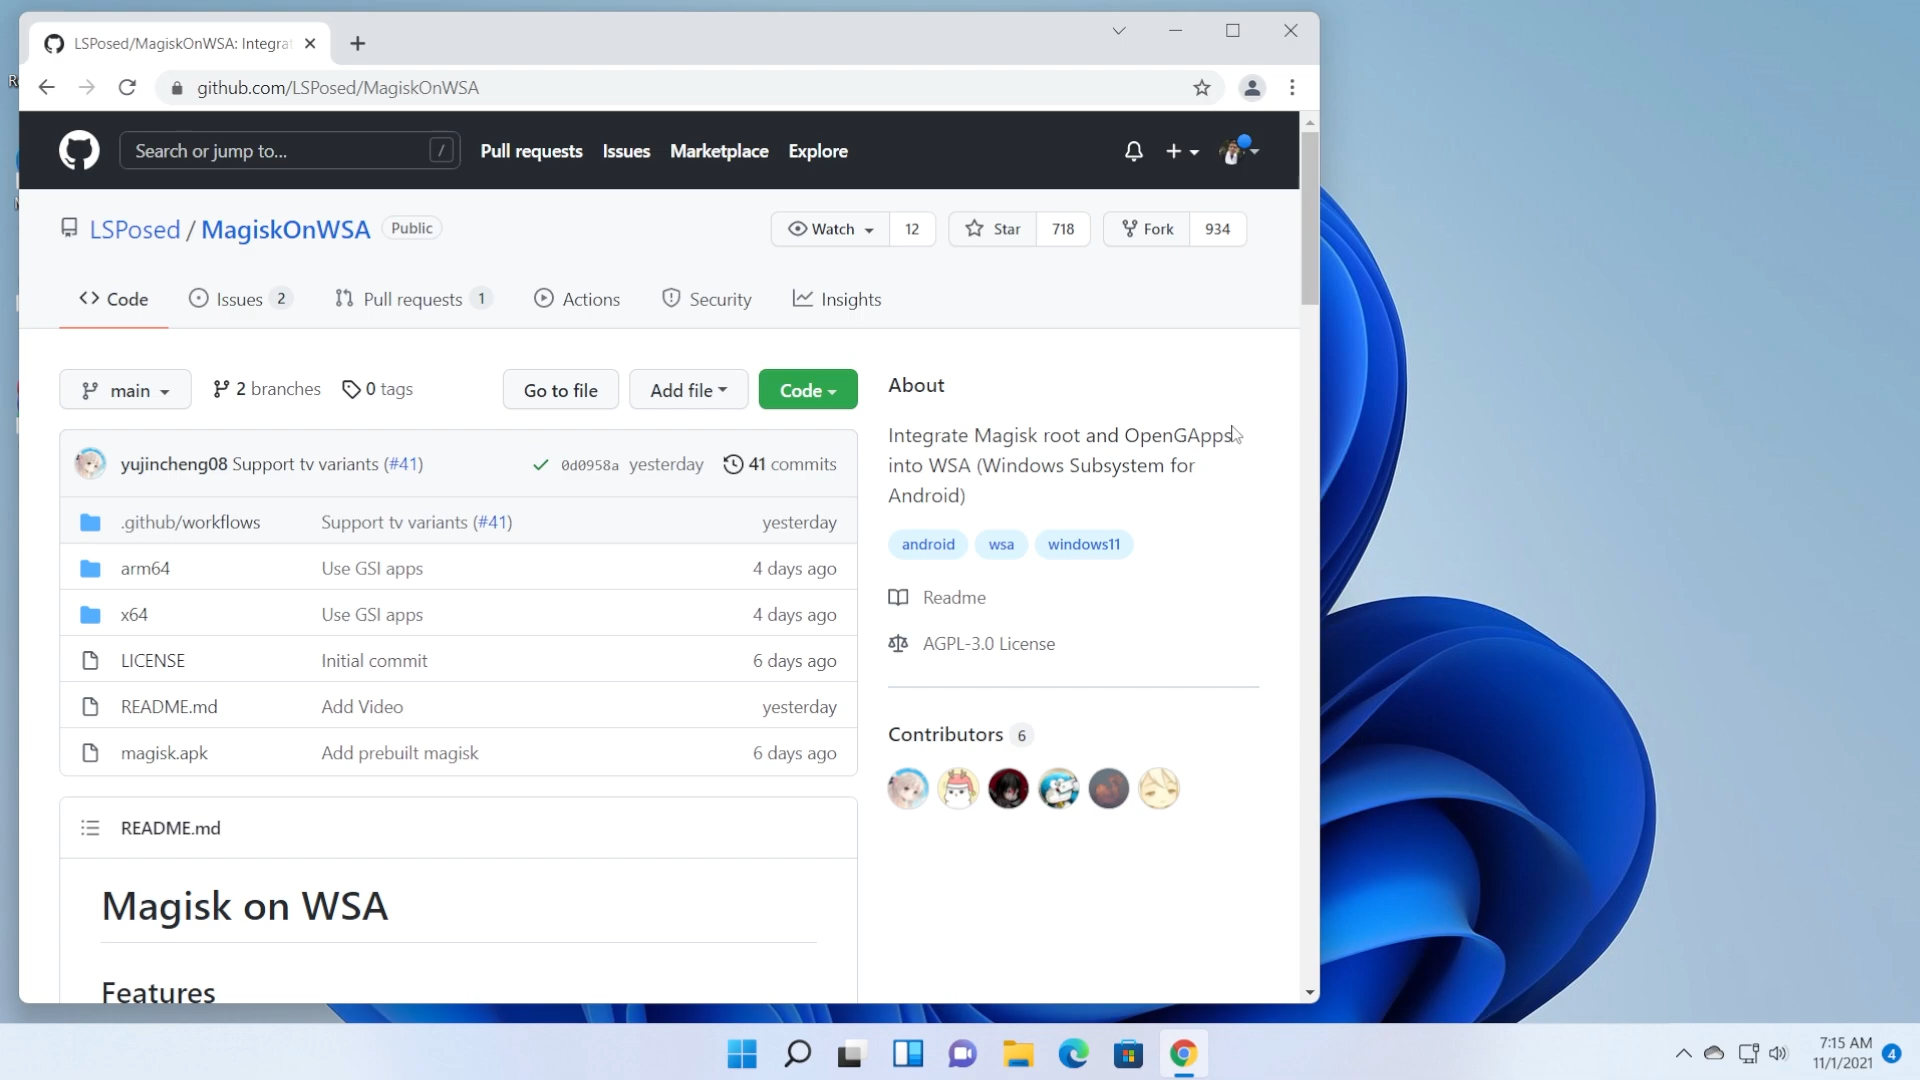 LSPosed/MagiskOnWSA: Integrat
github.com/LSPosed/MagiskOnWSA
Search or jump to... /
Pull requests Issues Marketplace Explore
LSPosed / MagiskOnWSA Public
Watch 12 Star 718 Fork 934
Code Issues 2 Pull requests 1 Actions Security Insights
main 2 branches 0 tags Go to file Add file Code
yujincheng08 Support tv variants (#41) 0d0958a yesterday 41 commits
.github/workflows Support tv variants (#41) yesterday
arm64 Use GSI apps 4 days ago
x64 Use GSI apps 4 days ago
LICENSE Initial commit 6 days ago
README.md Add Video yesterday
magisk.apk Add prebuilt magisk 6 days ago
README.md
Magisk on WSA
Features
About
Integrate Magisk root and OpenGApps
into WSA (Windows Subsystem for
Android)
android wsa windows11
Readme
AGPL-3.0 License
Contributors 6
7:15 AM
11/1/2021
4